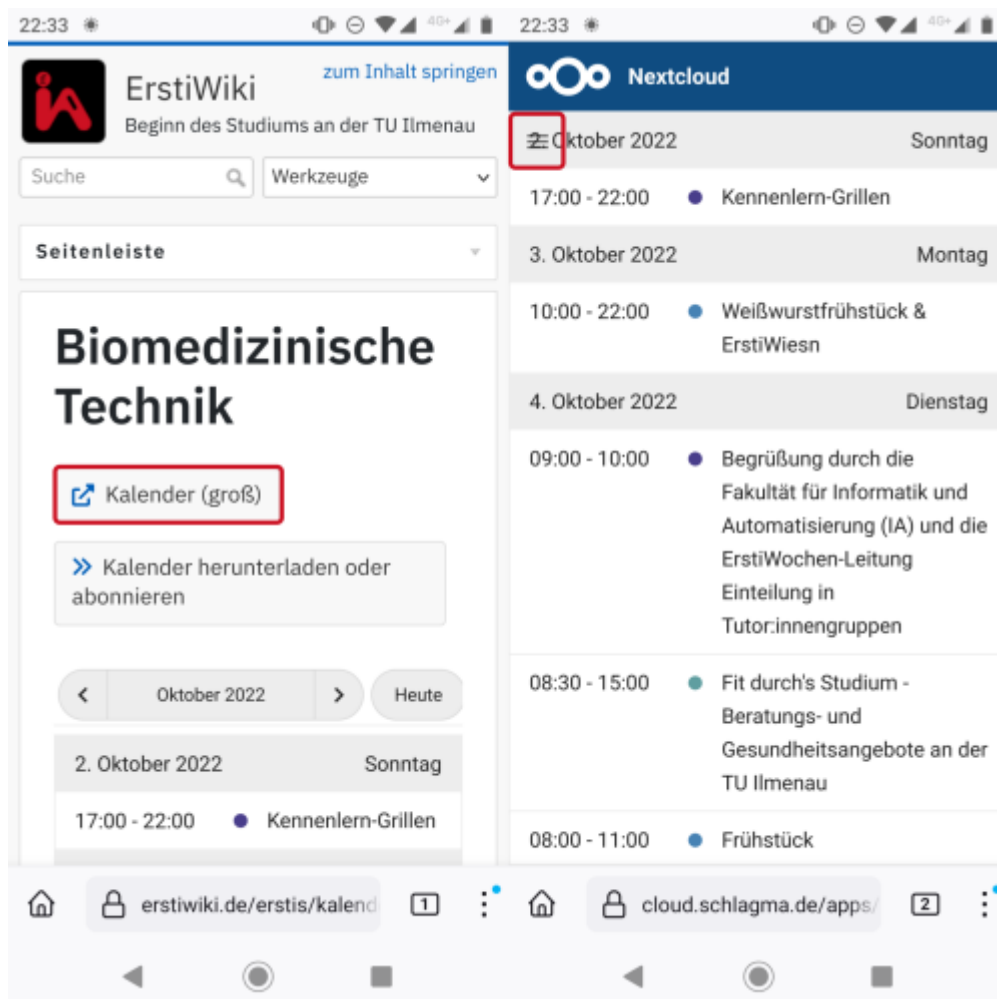 22:33
4G+
ErstiWiki
zum Inhalt springen
Beginn des Studiums an der TU Ilmenau
Suche
Werkzeuge
Seitenleiste
Biomedizinische
Technik
Kalender (groß)
Kalender herunterladen oder
abonnieren
Oktober 2022
Heute
2. Oktober 2022 Sonntag
17:00 - 22:00 Kennenlern-Grillen
erstiwiki.de/erstis/kalend
1
22:33
4G+
Nextcloud
2. Oktober 2022 Sonntag
17:00 - 22:00 Kennenlern-Grillen
3. Oktober 2022 Montag
10:00 - 22:00 Weißwurstfrühstück &
ErstiWiesn
4. Oktober 2022 Dienstag
09:00 - 10:00 Begrüßung durch die
Fakultät für Informatik und
Automatisierung (IA) und die
ErstiWochen-Leitung
Einteilung in
Tutor:innengruppen
08:30 - 15:00 Fit durch's Studium -
Beratungs- und
Gesundheitsangebote an der
TU Ilmenau
08:00 - 11:00 Frühstück
cloud.schlagma.de/apps/
2